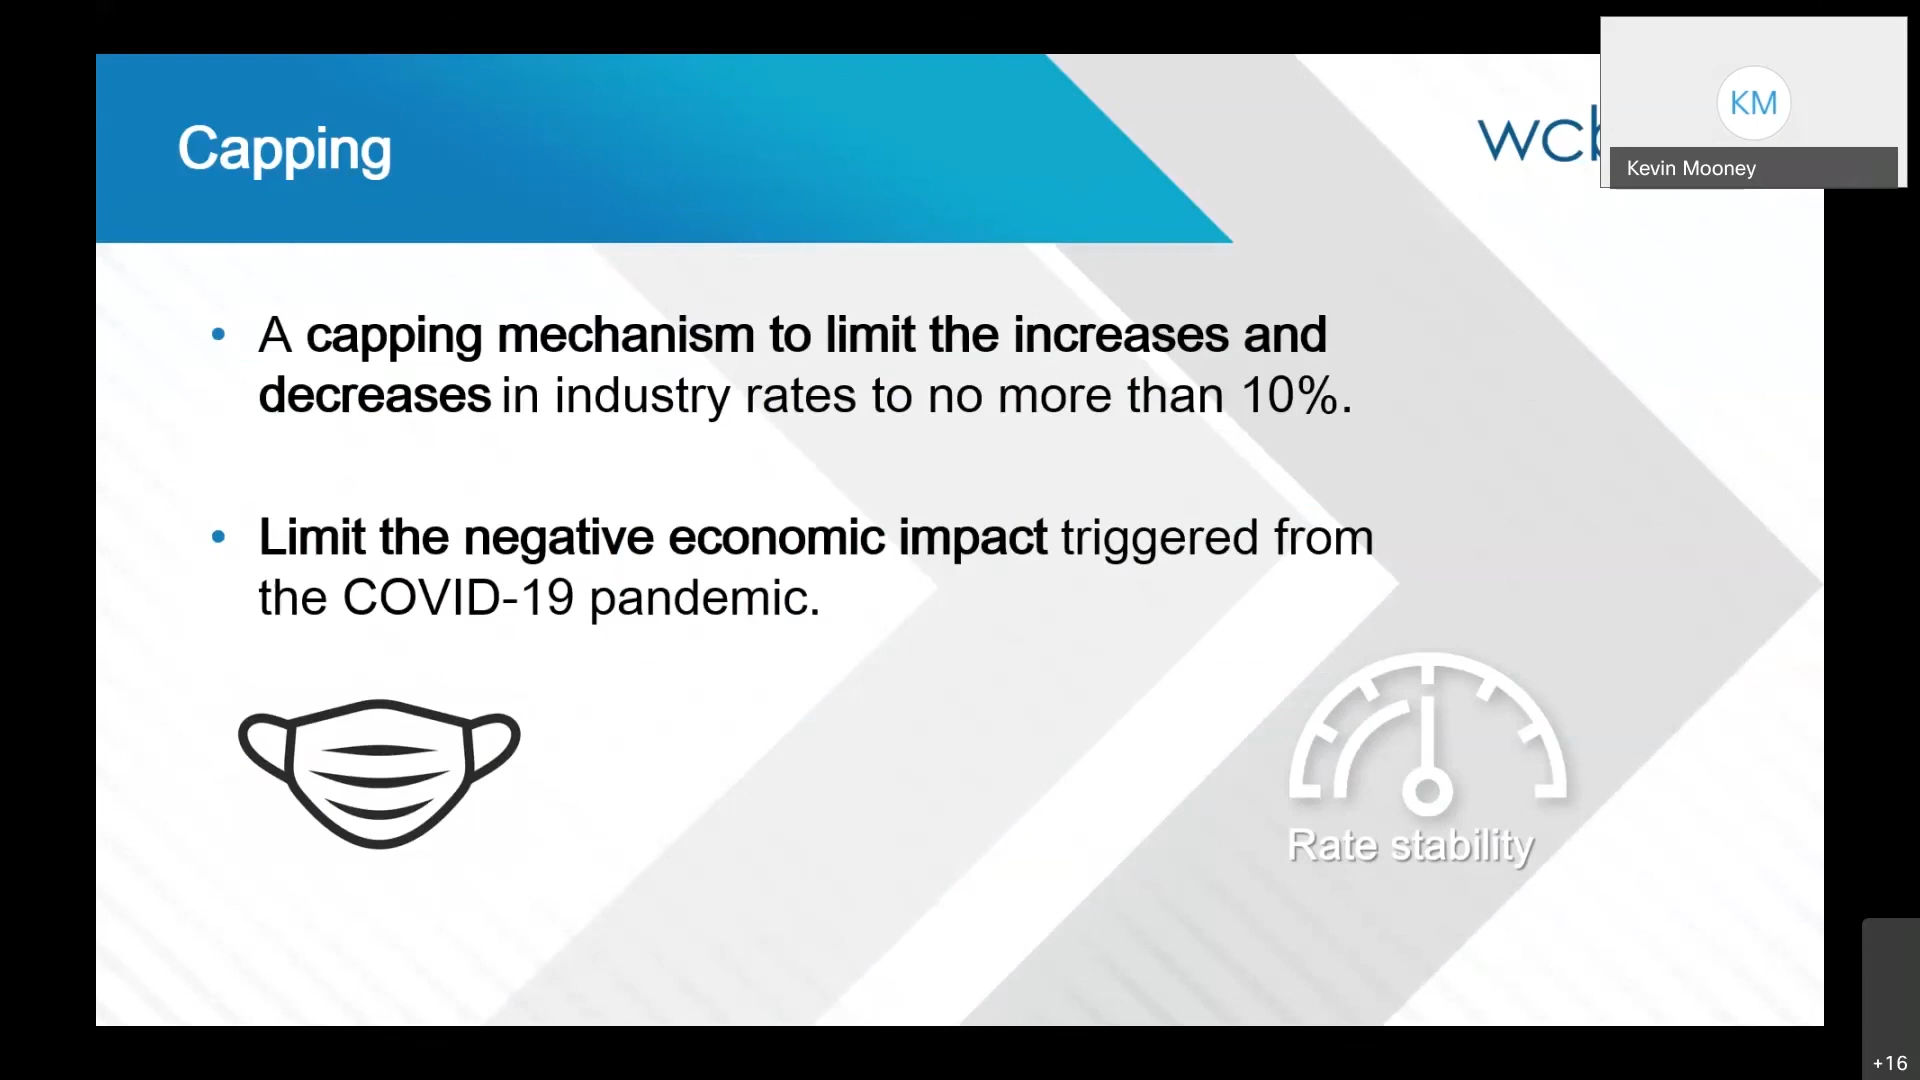 Capping
wcb
KM
Kevin Mooney
• A capping mechanism to limit the increases and
decreases in industry rates to no more than 10%.
• Limit the negative economic impact triggered from
the COVID-19 pandemic.
Rate stability
+16